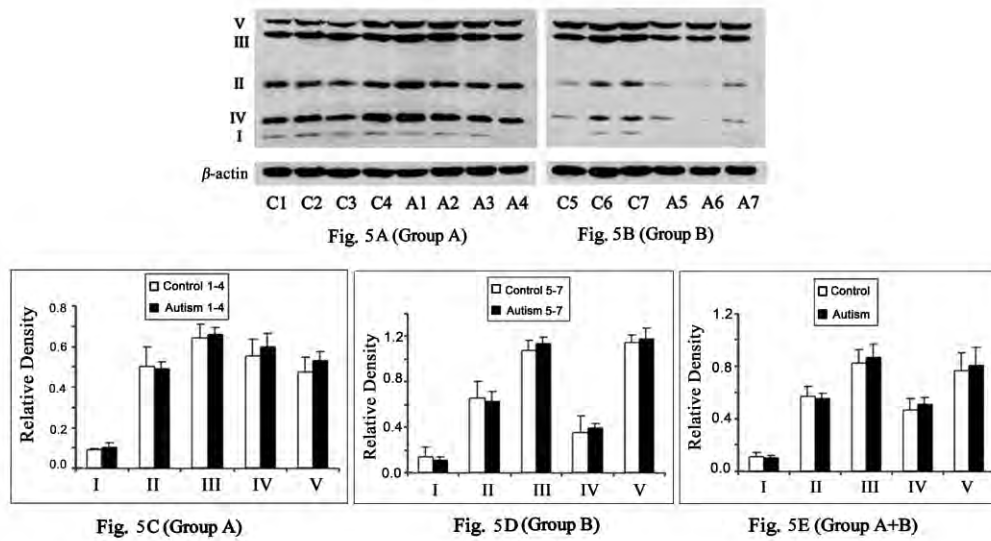 V
III
II
IV
I
β-actin
C1 C2 C3 C4 A1 A2 A3 A4
C5 C6 C7 A5 A6 A7
Fig. 5A (Group A)
Fig. 5B (Group B)
Control 1-4
Autism 1-4
Relative Density
0.8
0.6
0.4
0.2
0.0
I II III IV V
Fig. 5C (Group A)
Control 5-7
Autism 5-7
Relative Density
1.2
0.8
0.4
0.0
I II III IV V
Fig. 5D (Group B)
Control
Autism
Relative Density
1.2
0.8
0.4
0.0
I II III IV V
Fig. 5E (Group A+B)